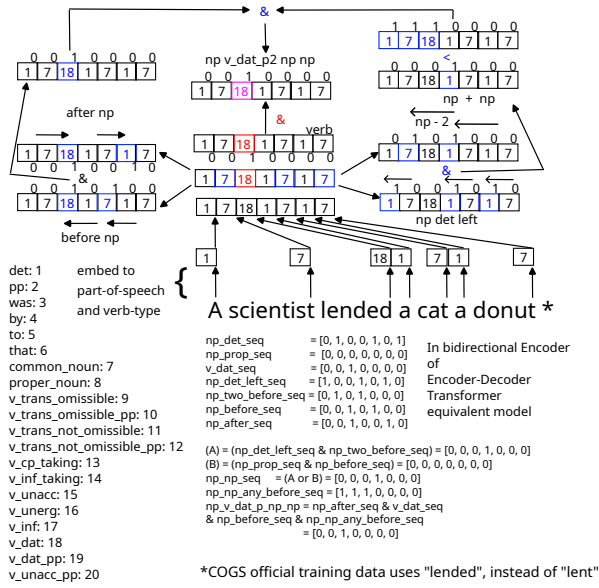 &
0 0 1 0 0 0 0
1 7 18 1 7 1 7
1 1 1 0 0 0 0
1 7 18 1 7 1 7
<
0 0 0 1 0 0 0
1 7 18 1 7 1 7
np + np
np v_dat_p2 np np
0 0 1 0 0 0 0
1 7 18 1 7 1 7
&
verb
1 7 18 1 7 1 7
0 0 1 0 0 0 0
1 7 18 1 7 1 7
1 7 18 1 7 1 7
after np
1 7 18 1 7 1 7
0 0 1 0 0 1 0
&
0 0 1 0 1 0 0
1 7 18 1 7 1 7
before np
np - 2
0 1 0 1 0 0 0
1 7 18 1 7 1 7
&
1 0 0 1 0 1 0
1 7 18 1 7 1 7
np det left
1 7 18 1 7 1 7
A scientist lended a cat a donut *
embed to
part-of-speech
and verb-type
{
det: 1
pp: 2
was: 3
by: 4
to: 5
that: 6
common_noun: 7
proper_noun: 8
v_trans_omissible: 9
v_trans_omissible_pp: 10
v_trans_not_omissible: 11
v_trans_not_omissible_pp: 12
v_cp_taking: 13
v_inf_taking: 14
v_unacc: 15
v_unerg: 16
v_inf: 17
v_dat: 18
v_dat_pp: 19
v_unacc_pp: 20
np_det_seq = [0, 1, 0, 0, 1, 0, 1]
np_prop_seq = [0, 0, 0, 0, 0, 0, 0]
v_dat_seq = [0, 0, 1, 0, 0, 0, 0]
np_det_left_seq = [1, 0, 0, 1, 0, 1, 0]
np_two_before_seq = [0, 1, 0, 1, 0, 0, 0]
np_before_seq = [0, 0, 1, 0, 1, 0, 0]
np_after_seq = [0, 0, 1, 0, 0, 1, 0]
In bidirectional Encoder
of
Encoder-Decoder
Transformer
equivalent model
(A) = (np_det_left_seq & np_two_before_seq) = [0, 0, 0, 1, 0, 0, 0]
(B) = (np_prop_seq & np_before_seq) = [0, 0, 0, 0, 0, 0, 0]
np_np_seq = (A or B) = [0, 0, 0, 1, 0, 0, 0]
np_np_any_before_seq = [1, 1, 1, 0, 0, 0, 0]
np_v_dat_p_np_np = np_after_seq & v_dat_seq
& np_before_seq & np_np_any_before_seq
= [0, 0, 1, 0, 0, 0, 0]
*COGS official training data uses "lended", instead of "lent"